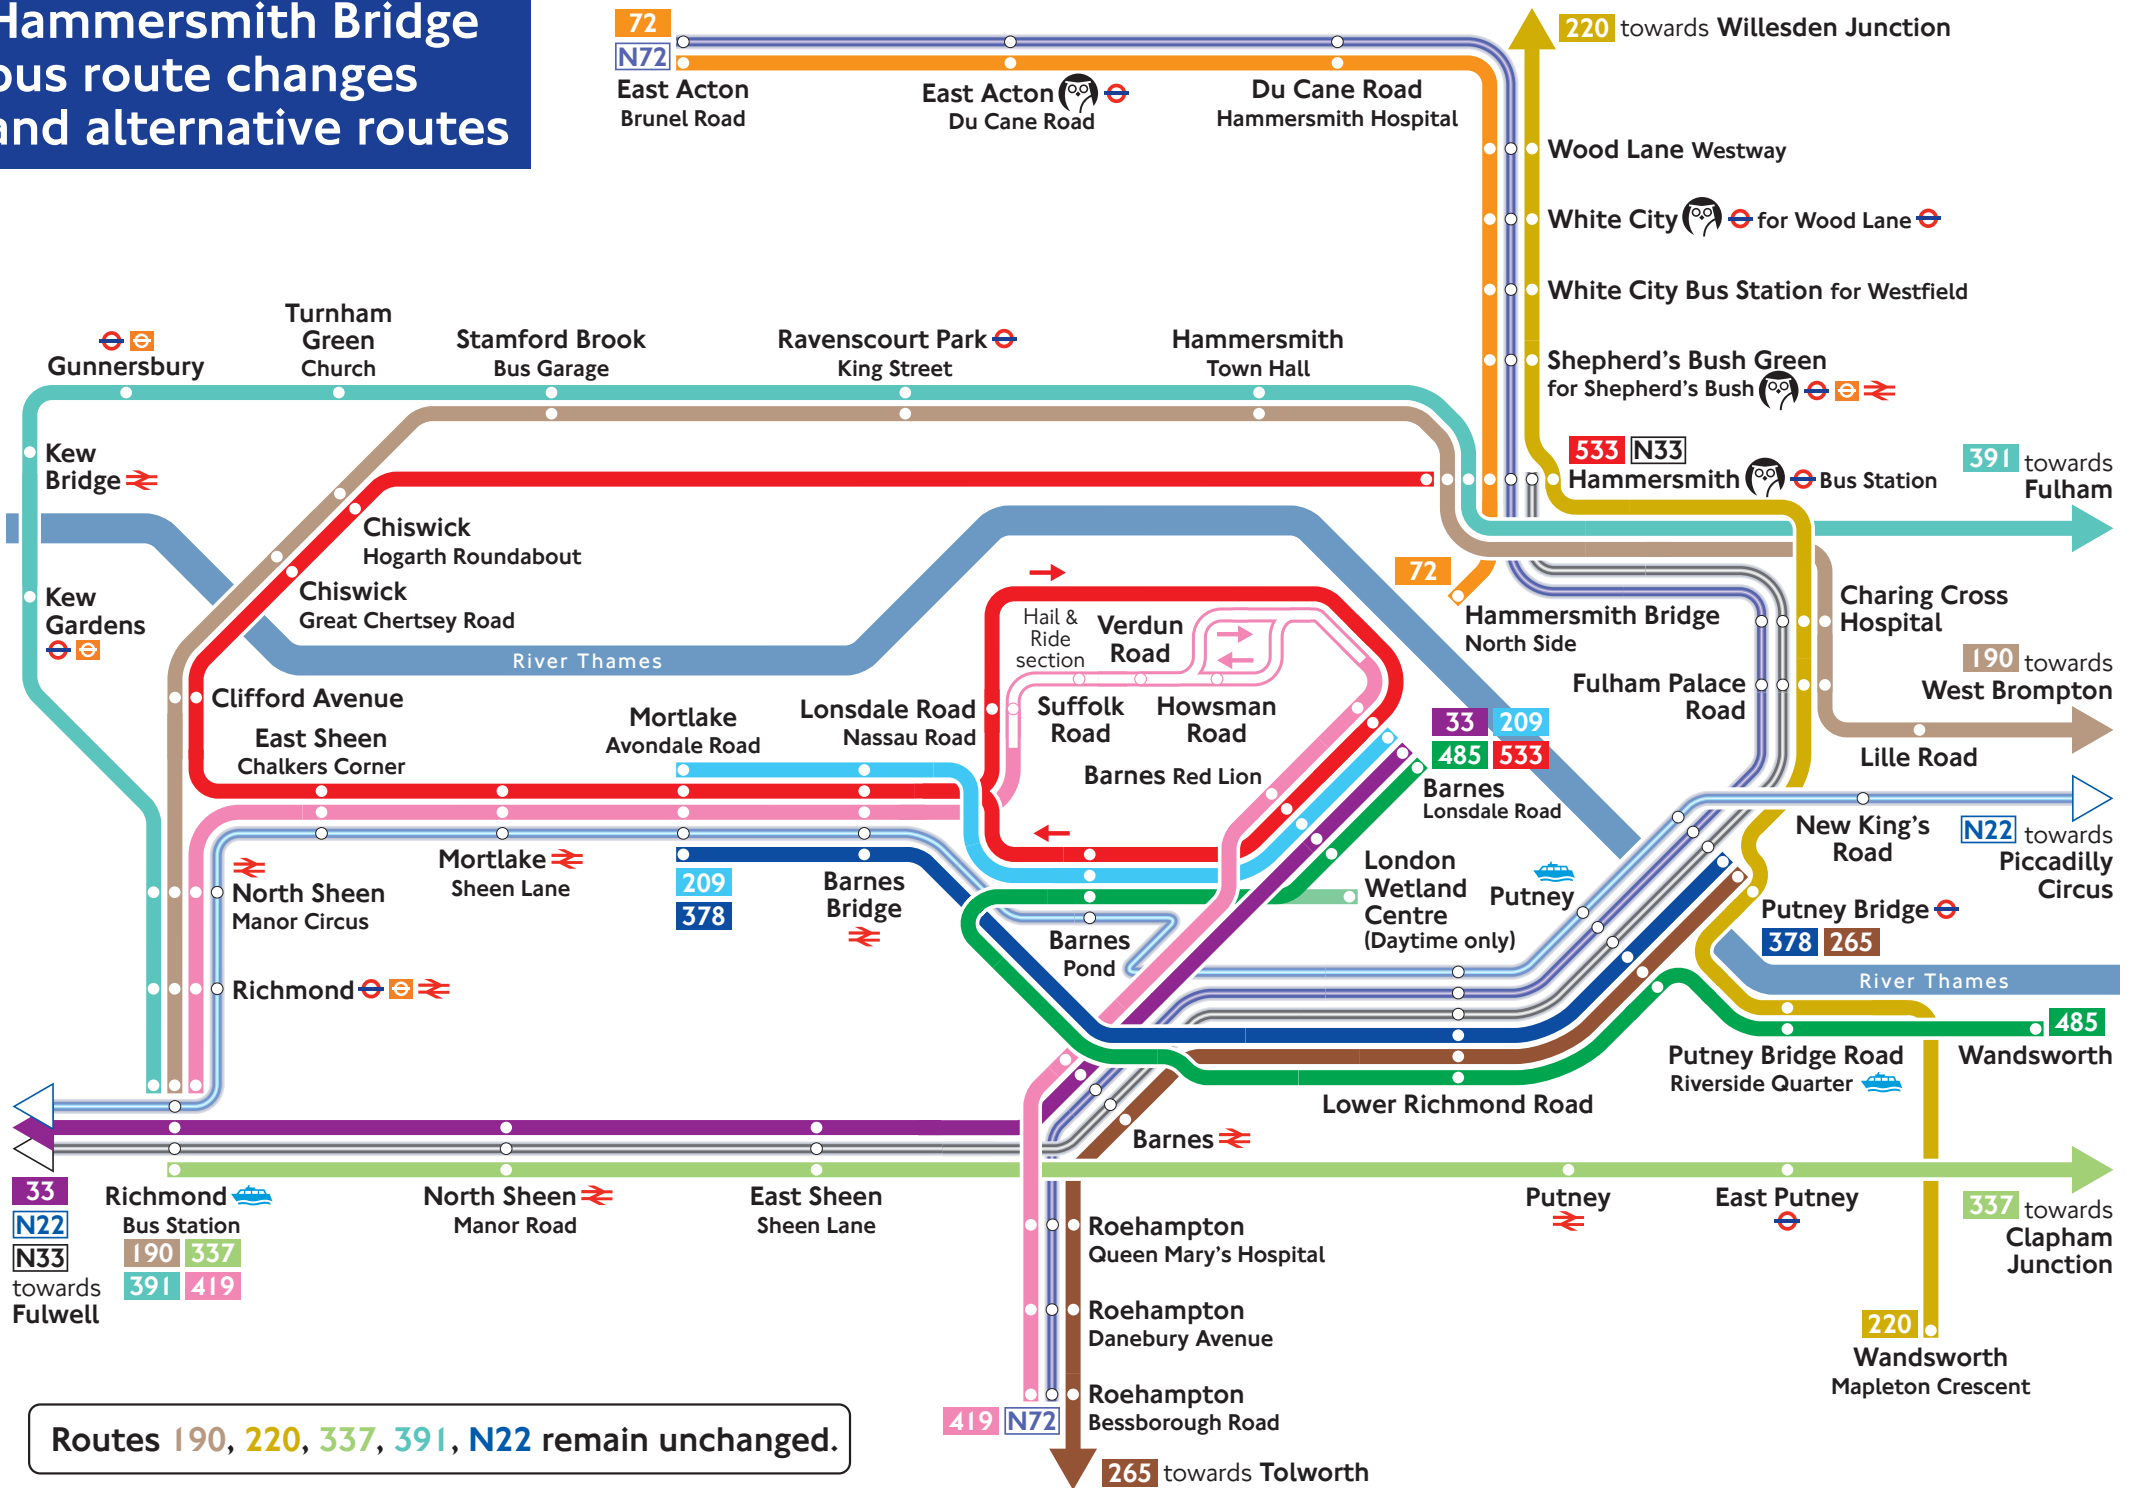 Hammersmith Bridge
bus route changes
and alternative routes
72
N72
East Acton
Brunel Road
East Acton
Du Cane Road
Du Cane Road
Hammersmith Hospital
220 towards Willesden Junction
Wood Lane Westway
White City for Wood Lane
White City Bus Station for Westfield
Shepherd's Bush Green
for Shepherd's Bush
533 N33
Hammersmith Bus Station
391 towards
Fulham
Gunnersbury
Turnham
Green
Church
Stamford Brook
Bus Garage
Ravenscourt Park
King Street
Hammersmith
Town Hall
Kew
Bridge
Kew
Gardens
Chiswick
Hogarth Roundabout
Chiswick
Great Chertsey Road
River Thames
Clifford Avenue
East Sheen
Chalkers Corner
Mortlake
Avondale Road
Lonsdale Road
Nassau Road
Hail &
Ride
section
Verdun
Road
Suffolk
Road
Howsman
Road
Barnes Red Lion
72
Hammersmith Bridge
North Side
Charing Cross
Hospital
Fulham Palace
Road
190 towards
West Brompton
Lille Road
33 209
485 533
Barnes
Lonsdale Road
New King's
Road
N22 towards
Piccadilly
Circus
North Sheen
Manor Circus
Mortlake
Sheen Lane
209
378
Barnes
Bridge
Barnes
Pond
London
Wetland
Centre
(Daytime only)
Putney
Putney Bridge
378 265
River Thames
Richmond
485
Wandsworth
Putney Bridge Road
Riverside Quarter
Lower Richmond Road
Barnes
33
N22
N33
towards
Fulwell
Richmond
Bus Station
190 337
391 419
North Sheen
Manor Road
East Sheen
Sheen Lane
Putney
East Putney
337 towards
Clapham
Junction
Roehampton
Queen Mary's Hospital
Roehampton
Danebury Avenue
Roehampton
Bessborough Road
419 N72
265 towards Tolworth
220
Wandsworth
Mapleton Crescent
Routes 190, 220, 337, 391, N22 remain unchanged.